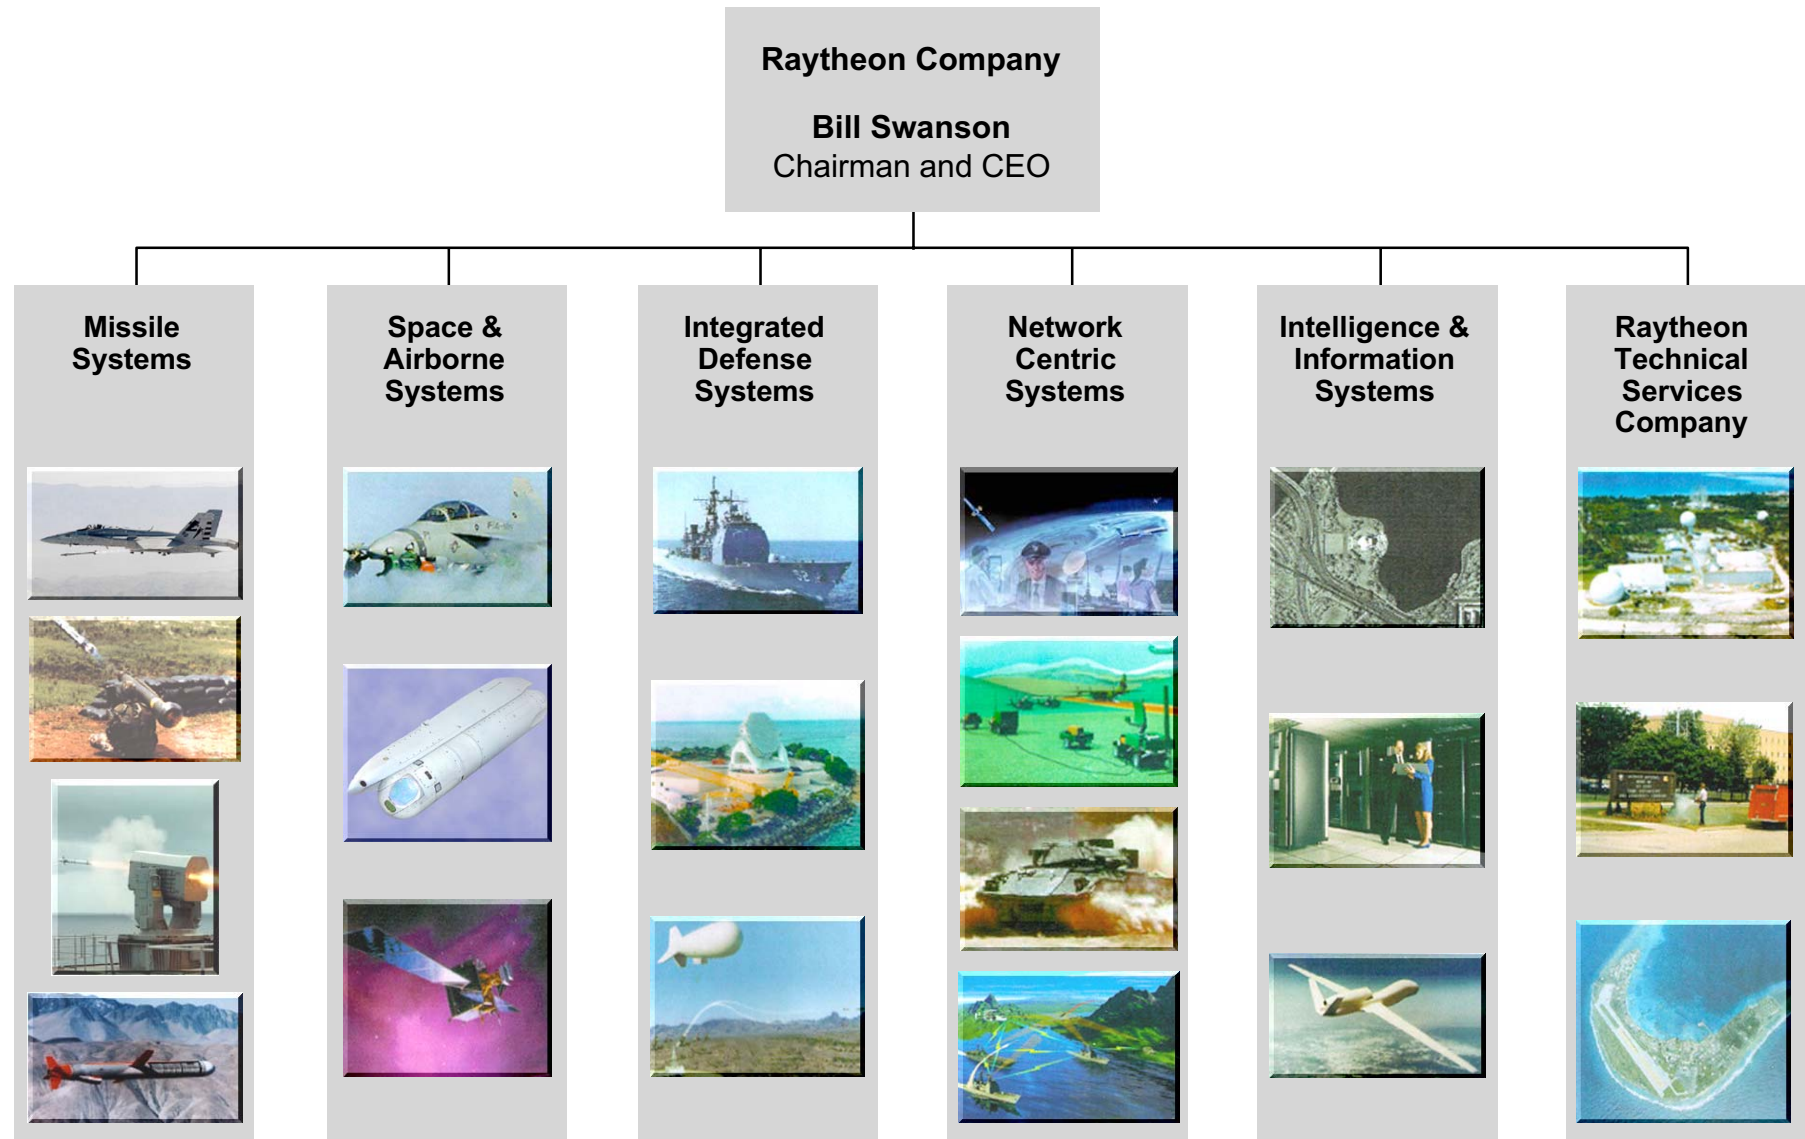 Raytheon Company
Bill Swanson
Chairman and CEO
Missile
Systems
Space &
Airborne
Systems
Integrated
Defense
Systems
Network
Centric
Systems
Intelligence &
Information
Systems
Raytheon
Technical
Services
Company